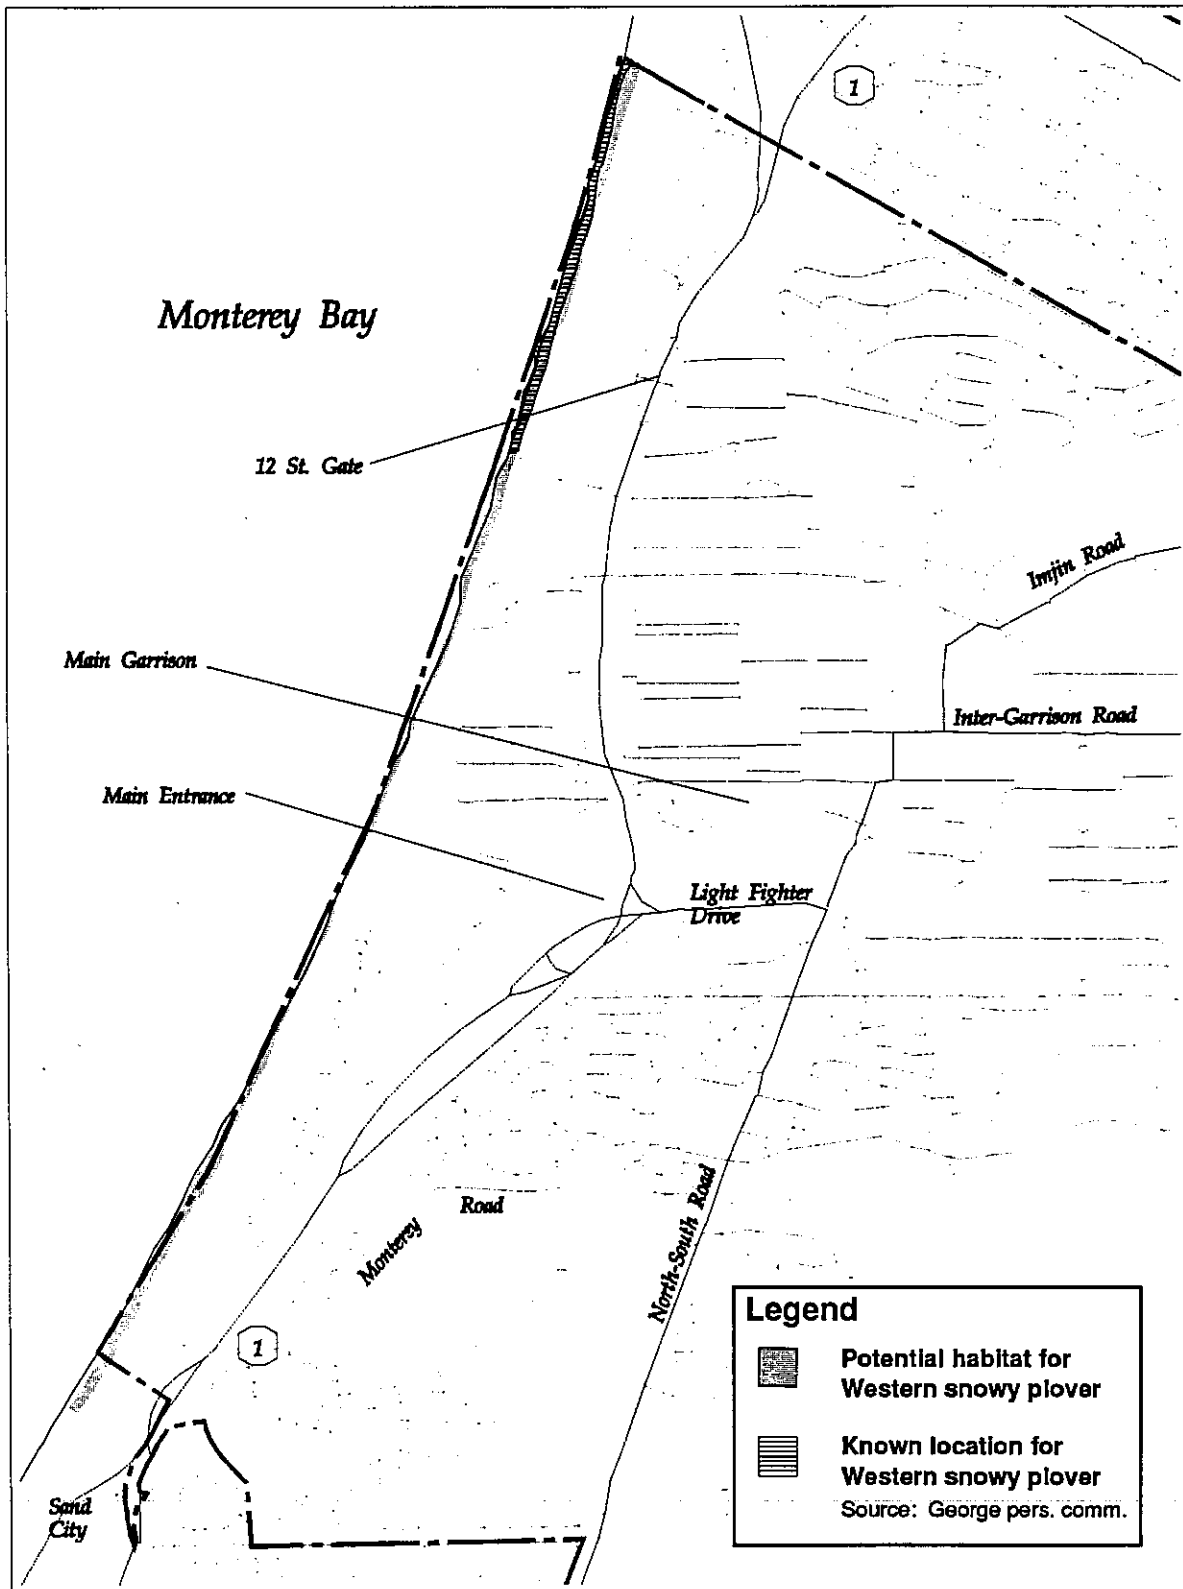 1
Monterey Bay
12 St. Gate
Imjin Road
Main Garrison
Inter-Garrison Road
Main Entrance
Light Fighter
Drive
Road
Monterey
North-South Road
1
Sand
City
Legend
Potential habitat for
Western snowy plover
Known location for
Western snowy plover
Source: George pers. comm.